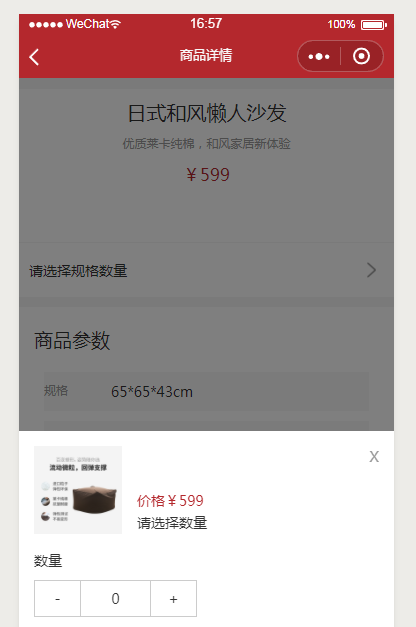 WeChat
16:57
100%
商品详情
日式和风懒人沙发
优质莱卡纯棉，和风家居新体验
￥599
请选择规格数量
商品参数
规格 65*65*43cm
流动微粒，回弹支撑
X
价格￥599
请选择数量
数量
- 0 +